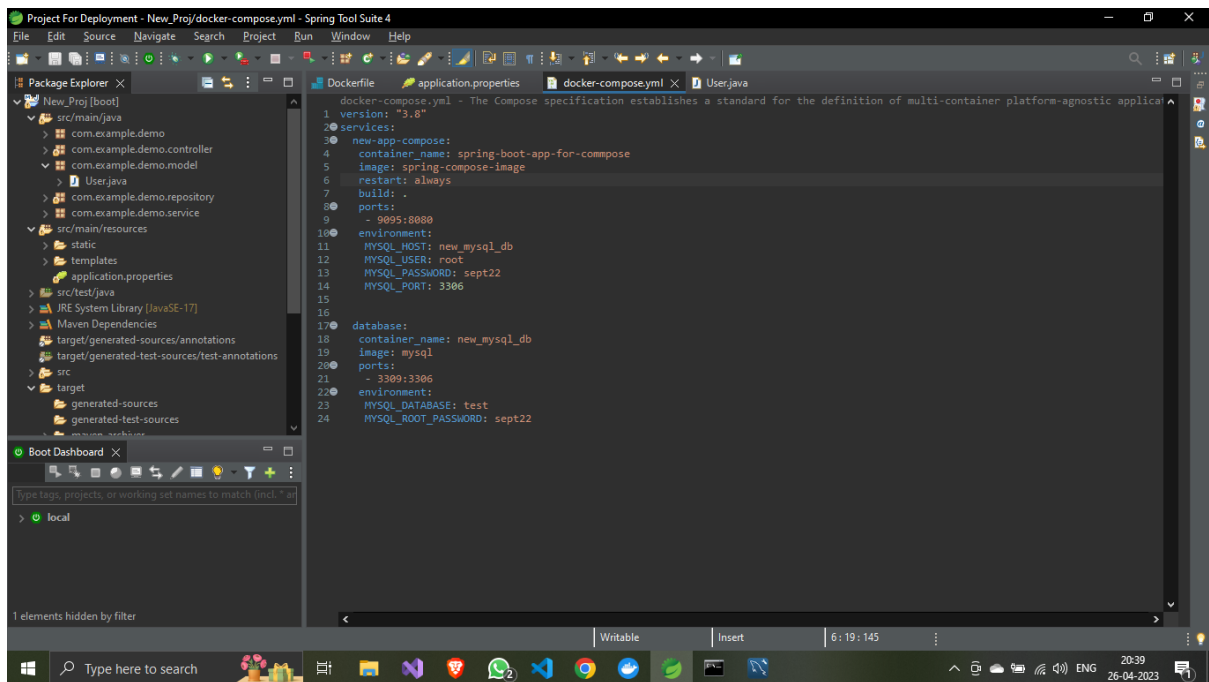 Project For Deployment - New_Proj/docker-compose.yml - Spring Tool Suite 4
File Edit Source Navigate Search Project Run Window Help
Package Explorer
New_Proj [boot]
src/main/java
com.example.demo
com.example.demo.controller
com.example.demo.model
User.java
com.example.demo.repository
com.example.demo.service
src/main/resources
static
templates
application.properties
src/test/java
JRE System Library [JavaSE-17]
Maven Dependencies
target/generated-sources/annotations
target/generated-test-sources/test-annotations
src
target
generated-sources
generated-test-sources
Boot Dashboard
Type tags, projects, or working set names to match (incl. * ar
local
1 elements hidden by filter
Dockerfile application.properties docker-compose.yml User.java
docker-compose.yml - The Compose specification establishes a standard for the definition of multi-container platform-agnostic applicat
1 version: "3.8"
2 services:
3 new-app-compose:
4 container_name: spring-boot-app-for-commpose
5 image: spring-compose-image
6 restart: always
7 build: .
8 ports:
9 - 9095:8080
10 environment:
11 MYSQL_HOST: new_mysql_db
12 MYSQL_USER: root
13 MYSQL_PASSWORD: sept22
14 MYSQL_PORT: 3306
15
16
17 database:
18 container_name: new_mysql_db
19 image: mysql
20 ports:
21 - 3309:3306
22 environment:
23 MYSQL_DATABASE: test
24 MYSQL_ROOT_PASSWORD: sept22
Writable Insert 6 : 19 : 145
Type here to search
2
ENG
20:39
26-04-2023
1